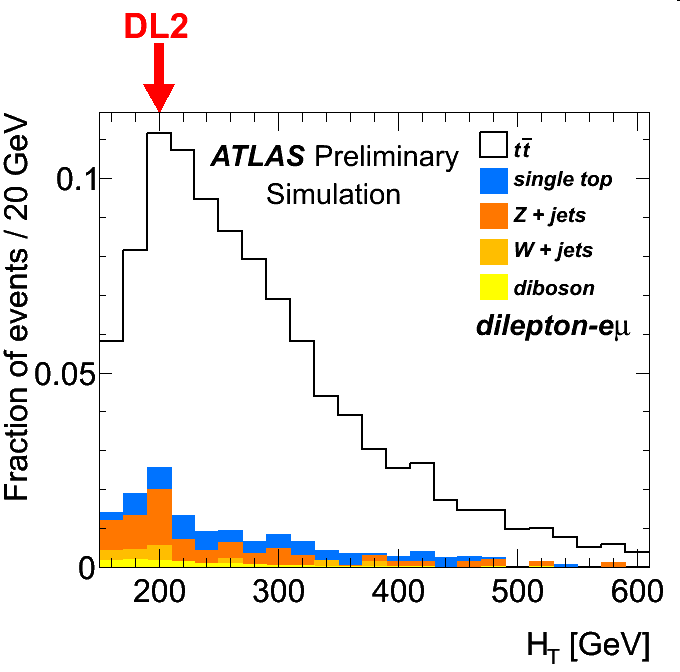 DL2
Fraction of events / 20 GeV
0.1
0.05
0
ATLAS Preliminary
Simulation
tt̅
single top
Z + jets
W + jets
diboson
dilepton-eμ
200
300
400
500
600
H_T [GeV]